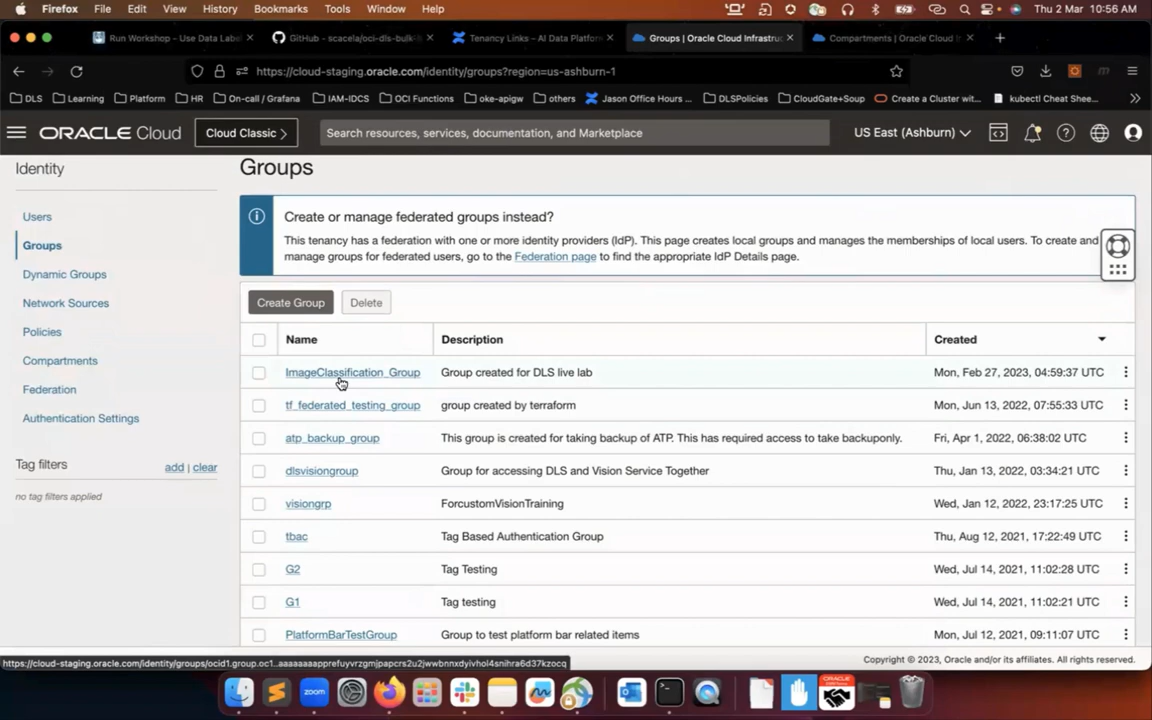 Firefox File Edit View History Bookmarks Tools Window Help Thu 2 Mar 10:56 AM
Run Workshop - Use Data Lab GitHub - scacela/oci-dls-bulk- Tenancy Links – AI Data Platfor Groups | Oracle Cloud Infrastruc Compartments | Oracle Cloud In
https://cloud-staging.oracle.com/identity/groups?region=us-ashburn-1
DLS Learning Platform HR On-call / Grafana IAM-IDCS OCI Functions oke-apigw others Jason Office Hours ... DLSPolicies CloudGate+Soup Create a Cluster wit... kubectl Cheat Shee...
ORACLE Cloud Cloud Classic Search resources, services, documentation, and Marketplace US East (Ashburn)
Identity
Users
Groups
Dynamic Groups
Network Sources
Policies
Compartments
Federation
Authentication Settings
Tag filters add | clear
no tag filters applied
Groups
Create or manage federated groups instead?
This tenancy has a federation with one or more identity providers (IdP). This page creates local groups and manages the memberships of local users. To create and
manage groups for federated users, go to the Federation page to find the appropriate IdP Details page.
Create Group Delete
Name Description Created
ImageClassification_Group Group created for DLS live lab Mon, Feb 27, 2023, 04:59:37 UTC
tf_federated_testing_group group created by terraform Mon, Jun 13, 2022, 07:55:33 UTC
atp_backup_group This group is created for taking backup of ATP. This has required access to take backuponly. Fri, Apr 1, 2022, 06:38:02 UTC
dlsvisiongroup Group for accessing DLS and Vision Service Together Thu, Jan 13, 2022, 03:34:21 UTC
visiongrp ForcustomVisionTraining Wed, Jan 12, 2022, 23:17:25 UTC
tbac Tag Based Authentication Group Thu, Aug 12, 2021, 17:22:49 UTC
G2 Tag Testing Wed, Jul 14, 2021, 11:02:28 UTC
G1 Tag testing Wed, Jul 14, 2021, 11:02:21 UTC
PlatformBarTestGroup Group to test platform bar related items Mon, Jul 12, 2021, 09:11:07 UTC
Copyright © 2023, Oracle and/or its affiliates. All rights reserved.
zoom